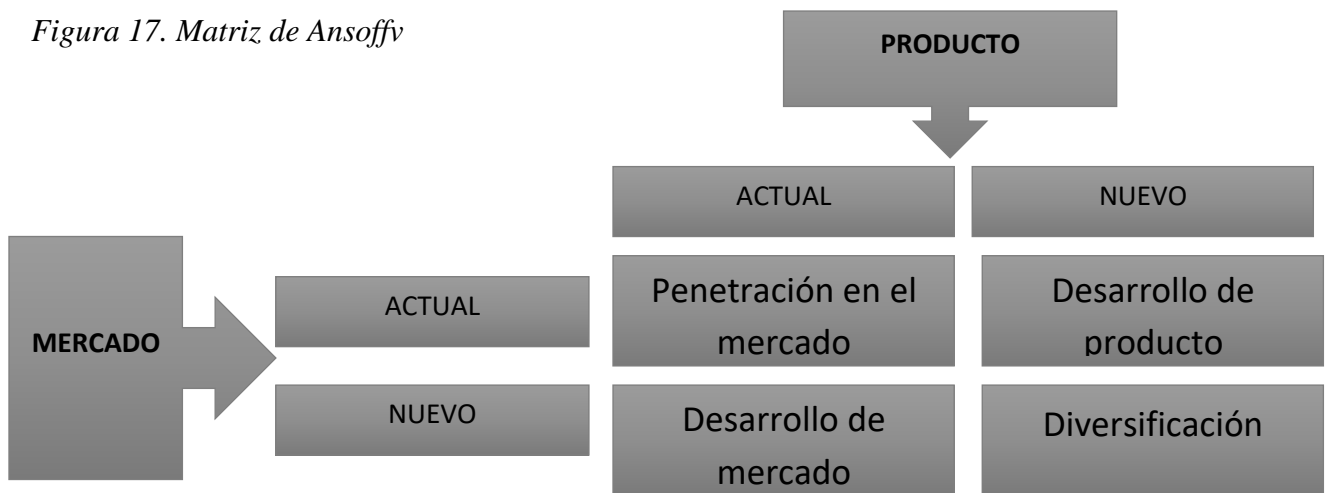 Figura 17. Matriz de Ansoffv
PRODUCTO
ACTUAL
NUEVO
MERCADO
ACTUAL
Penetración en el
mercado
Desarrollo de
producto
NUEVO
Desarrollo de
mercado
Diversificación